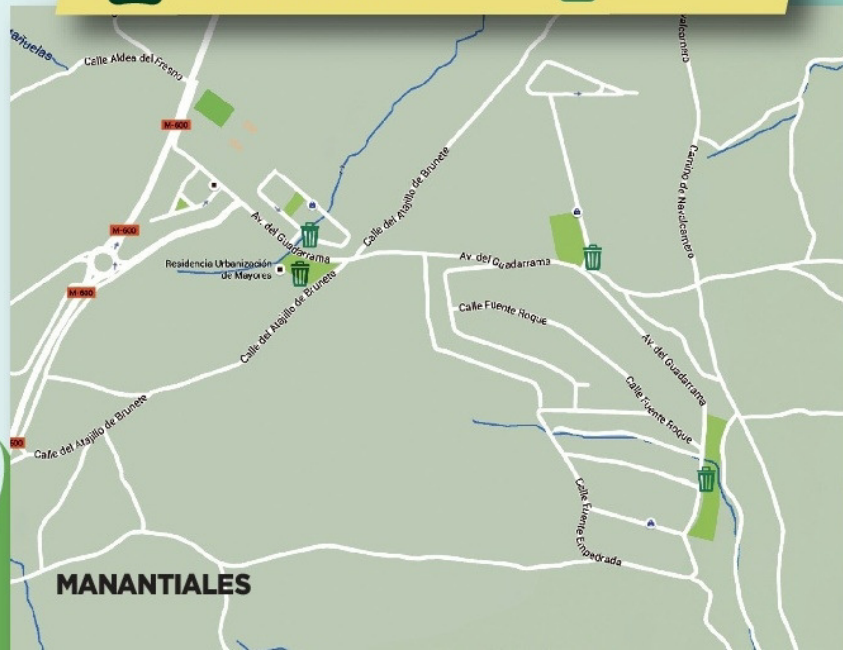 Calle Aldea del Fresno
M-600
M-600
M-600
Av. del Guadarrama
Residencia Urbanización
de Mayores
Calle del Atajillo de Brunete
Calle del Atajillo de Brunete
Calle del Atajillo de Brunete
Av. del Guadarrama
Camino de Navalcarnero
Calle Fuente Roque
Av. del Guadarrama
Calle Fuente Roque
Calle Fuente Empedrada
MANANTIALES